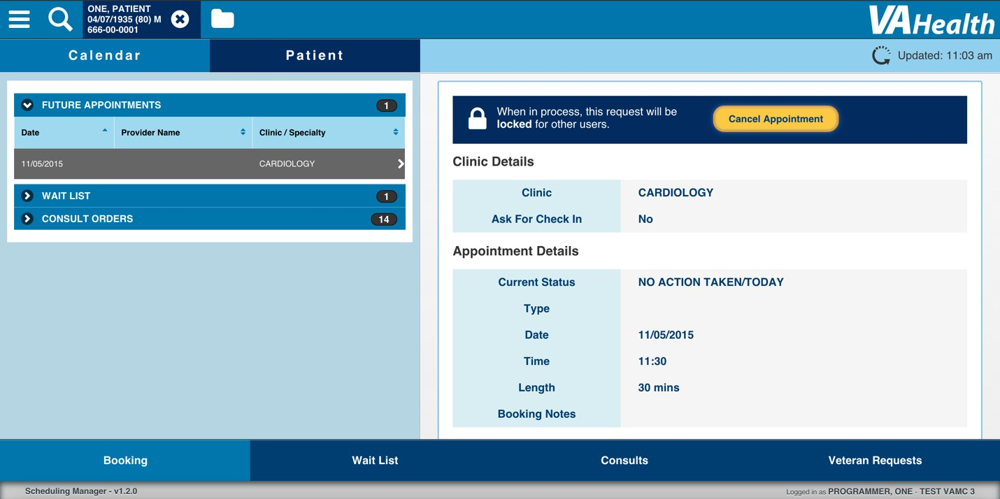 ONE, PATIENT
04/07/1935 (80) M
666-00-0001
VA Health
Calendar
Patient
Updated: 11:03 am
FUTURE APPOINTMENTS 1
Date Provider Name Clinic / Specialty
11/05/2015 CARDIOLOGY
WAIT LIST 1
CONSULT ORDERS 14
When in process, this request will be
locked for other users.
Cancel Appointment
Clinic Details
Clinic CARDIOLOGY
Ask For Check In No
Appointment Details
Current Status NO ACTION TAKEN/TODAY
Type
Date 11/05/2015
Time 11:30
Length 30 mins
Booking Notes
Booking Wait List Consults Veteran Requests
Scheduling Manager - v1.2.0
Logged in as PROGRAMMER, ONE - TEST VAMC 3